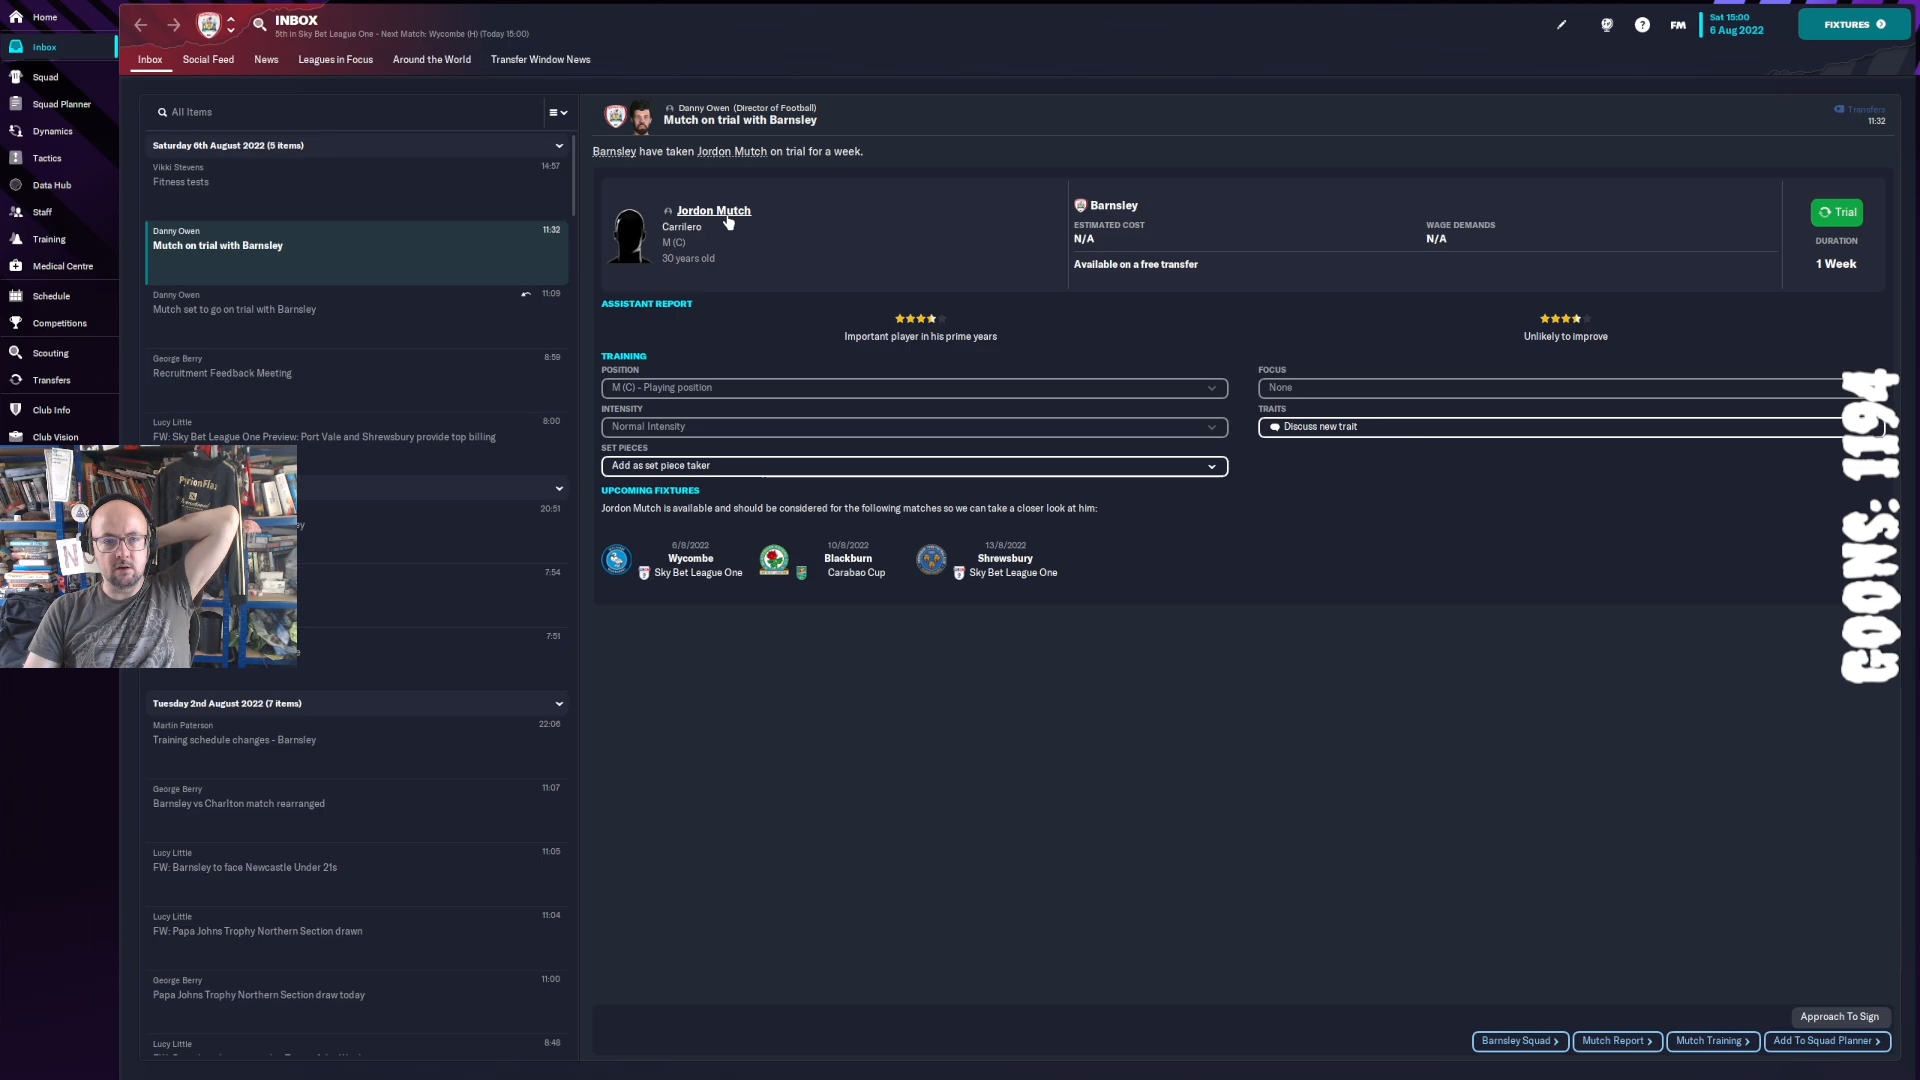 Home
Inbox
Squad
Squad Planner
Dynamics
Tactics
Data Hub
Staff
Training
Medical Centre
Schedule
Competitions
Scouting
Transfers
Club Info
Club Vision
INBOX
5th in Sky Bet League One - Next Match: Wycombe (H) (Today 15:00)
FM
Sat 15:00
6 Aug 2022
FIXTURES
Inbox
Social Feed
News
Leagues in Focus
Around the World
Transfer Window News
All Items
Saturday 6th August 2022 (5 items)
Vikki Stevens 14:57
Fitness tests
Danny Owen 11:32
Mutch on trial with Barnsley
Danny Owen 11:09
Mutch set to go on trial with Barnsley
George Berry 8:59
Recruitment Feedback Meeting
Lucy Little 8:00
FW: Sky Bet League One Preview: Port Vale and Shrewsbury provide top billing
20:51
7:54
7:51
Tuesday 2nd August 2022 (7 items)
Martin Paterson 22:06
Training schedule changes - Barnsley
George Berry 11:07
Barnsley vs Charlton match rearranged
Lucy Little 11:05
FW: Barnsley to face Newcastle Under 21s
Lucy Little 11:04
FW: Papa Johns Trophy Northern Section drawn
George Berry 11:00
Papa Johns Trophy Northern Section draw today
Lucy Little 8:48
Danny Owen (Director of Football)
Mutch on trial with Barnsley
Transfers
11:32
Barnsley have taken Jordon Mutch on trial for a week.
Jordon Mutch
Carrilero
M (C)
30 years old
Barnsley
ESTIMATED COST
N/A
WAGE DEMANDS
N/A
Available on a free transfer
Trial
DURATION
1 Week
ASSISTANT REPORT
Important player in his prime years
Unlikely to improve
TRAINING
POSITION
M (C) - Playing position
FOCUS
None
INTENSITY
Normal Intensity
TRAITS
Discuss new trait
SET PIECES
Add as set piece taker
UPCOMING FIXTURES
Jordon Mutch is available and should be considered for the following matches so we can take a closer look at him:
6/8/2022
Wycombe
Sky Bet League One
10/8/2022
Blackburn
Carabao Cup
13/8/2022
Shrewsbury
Sky Bet League One
GOONS: 1194
PyrionFlax
Approach To Sign
Barnsley Squad
Mutch Report
Mutch Training
Add To Squad Planner